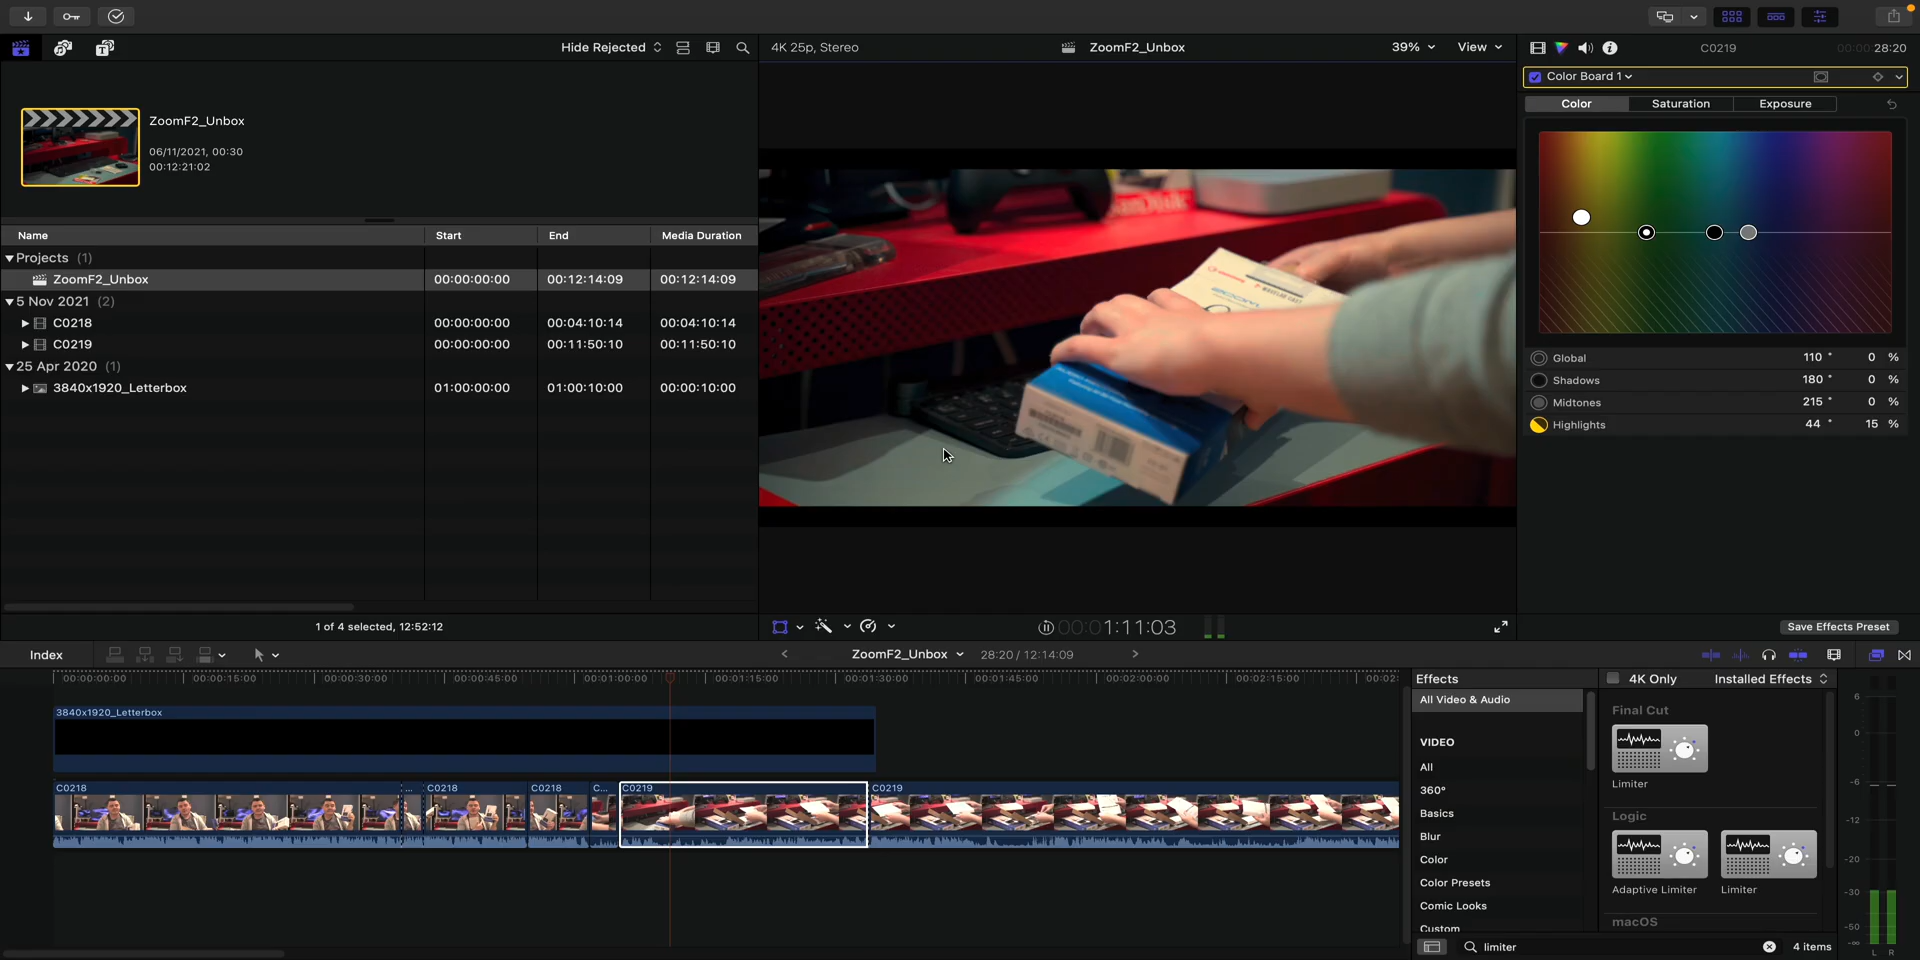 Hide Rejected
4K 25p, Stereo
ZoomF2_Unbox
39%
View
C0219
00:00:28:20
Color Board 1
Color
Saturation
Exposure
ZoomF2_Unbox
06/11/2021, 00:30
00:12:21:02
Name
Start
End
Media Duration
Projects (1)
ZoomF2_Unbox
00:00:00:00
00:12:14:09
00:12:14:09
5 Nov 2021 (2)
C0218
00:00:00:00
00:04:10:14
00:04:10:14
C0219
00:00:00:00
00:11:50:10
00:11:50:10
25 Apr 2020 (1)
3840x1920_Letterbox
01:00:00:00
01:00:10:00
00:00:10:00
Global 110 ° 0 %
Shadows 180 ° 0 %
Midtones 215 ° 0 %
Highlights 44 ° 15 %
1 of 4 selected, 12:52:12
00:01:11:03
Save Effects Preset
Index
ZoomF2_Unbox
28:20 / 12:14:09
00:00:00:00
00:00:15:00
00:00:30:00
00:00:45:00
00:01:00:00
00:01:15:00
00:01:30:00
00:01:45:00
00:02:00:00
00:02:15:00
00:02:
3840x1920_Letterbox
C0218
...
C0218
C0218
C...
C0219
C0219
Effects
4K Only
Installed Effects
All Video & Audio
VIDEO
All
360°
Basics
Blur
Color
Color Presets
Comic Looks
Custom
Final Cut
Limiter
Logic
Adaptive Limiter
Limiter
macOS
limiter
4 items
6
0
-6
-12
-20
-30
-50
-∞
L R